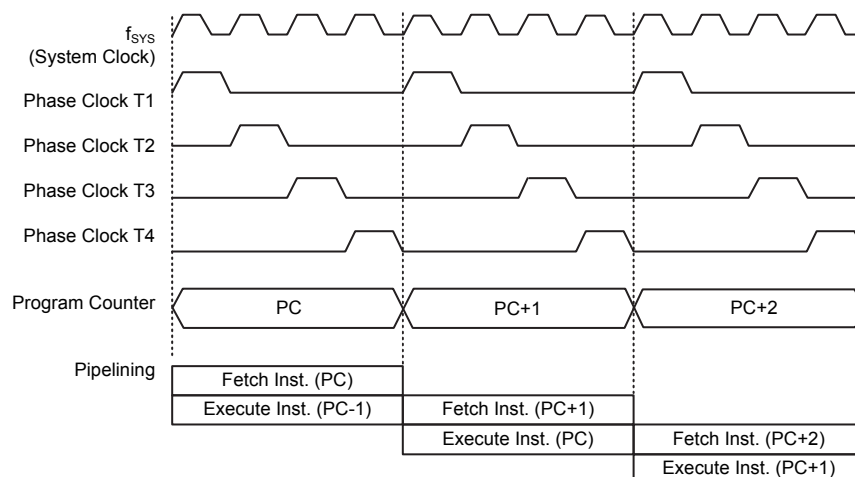 fSYS
(System Clock)
Phase Clock T1
Phase Clock T2
Phase Clock T3
Phase Clock T4
Program Counter PC PC+1 PC+2
Pipelining
Fetch Inst. (PC)
Execute Inst. (PC-1) Fetch Inst. (PC+1)
Execute Inst. (PC) Fetch Inst. (PC+2)
Execute Inst. (PC+1)